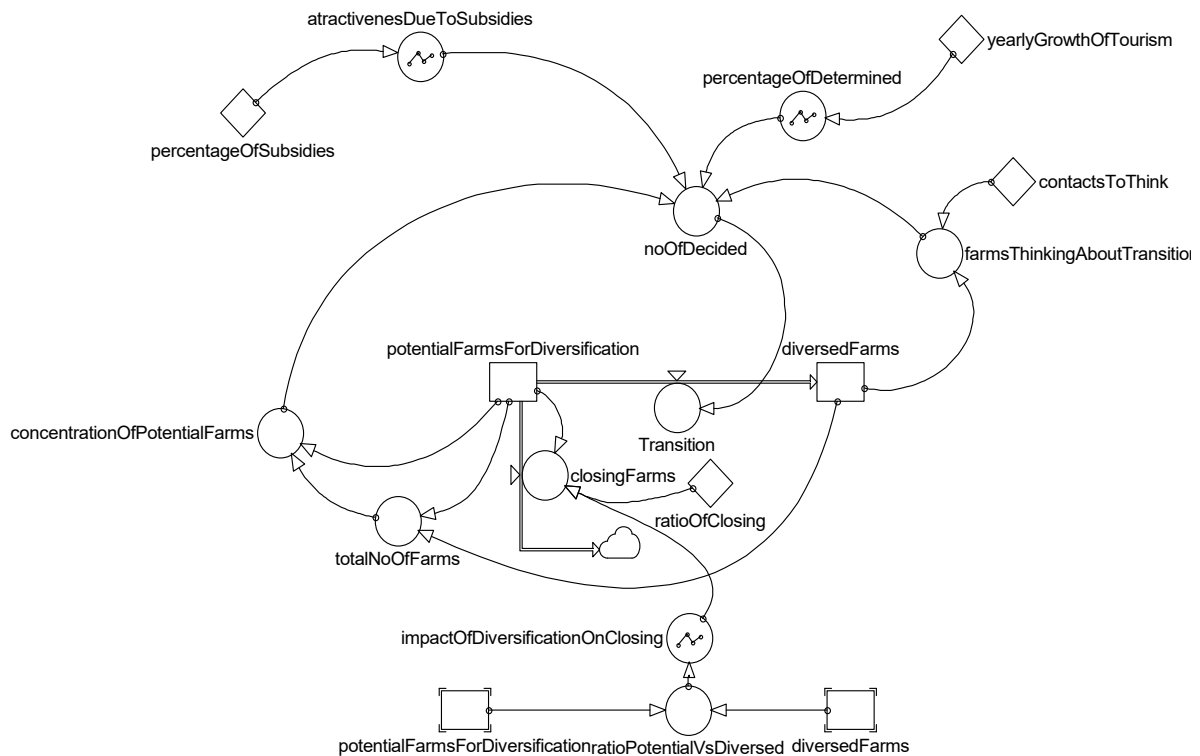 atractivenesDueToSubsidies
yearlyGrowthOfTourism
percentageOfDetermined
percentageOfSubsidies
contactsToThink
noOfDecided
farmsThinkingAboutTransition
potentialFarmsForDiversification
diversedFarms
concentrationOfPotentialFarms
Transition
closingFarms
ratioOfClosing
totalNoOfFarms
impactOfDiversificationOnClosing
potentialFarmsForDiversification
ratioPotentialVsDiversed
diversedFarms